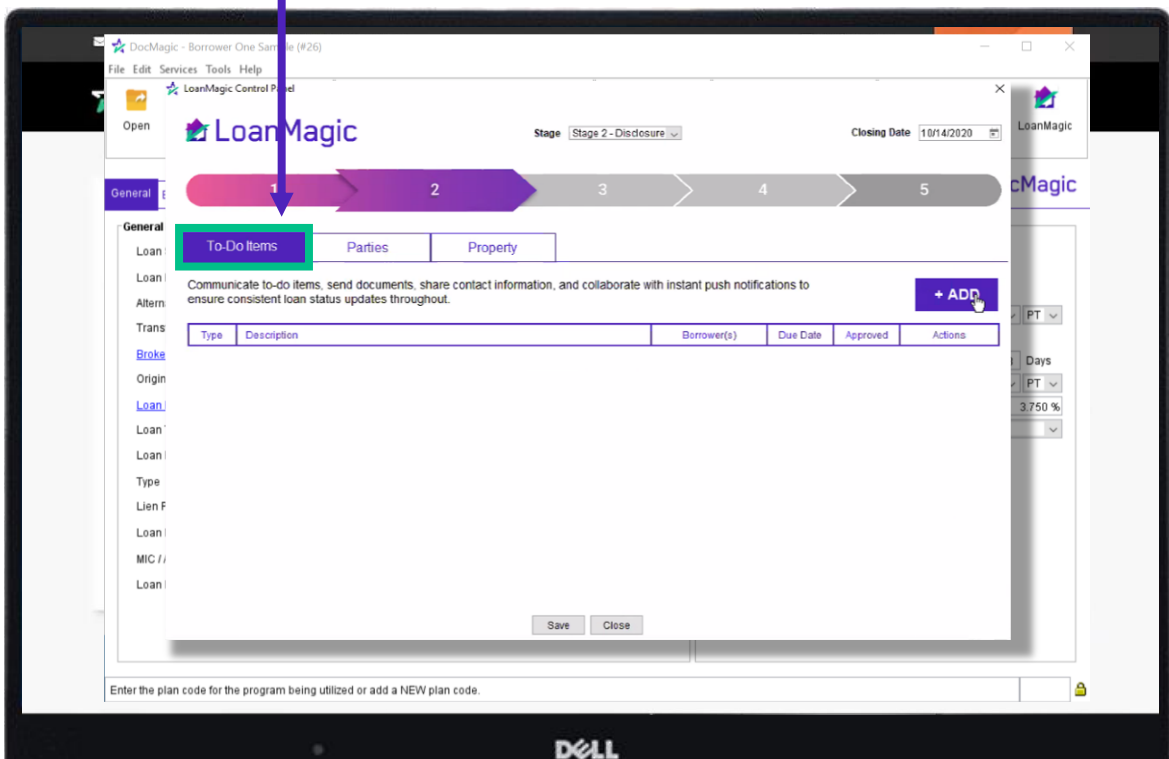 DocMagic - Borrower One Sample (#26)
File Edit Services Tools Help
LoanMagic Control Panel
Open
LoanMagic
Stage Stage 2 - Disclosure
Closing Date 10/14/2020
LoanMagic
1 2 3 4 5
General
cMagic
General
To-Do Items Parties Property
Loan
Loan
Communicate to-do items, send documents, share contact information, and collaborate with instant push notifications to
ensure consistent loan status updates throughout.
+ ADD
Altern
PT
Trans
Type Description Borrower(s) Due Date Approved Actions
Broke
Days
Origin
PT
Loan
3.750 %
Loan
Loan
Type
Lien P
Loan
MIC / A
Loan
Save Close
Enter the plan code for the program being utilized or add a NEW plan code.
DELL